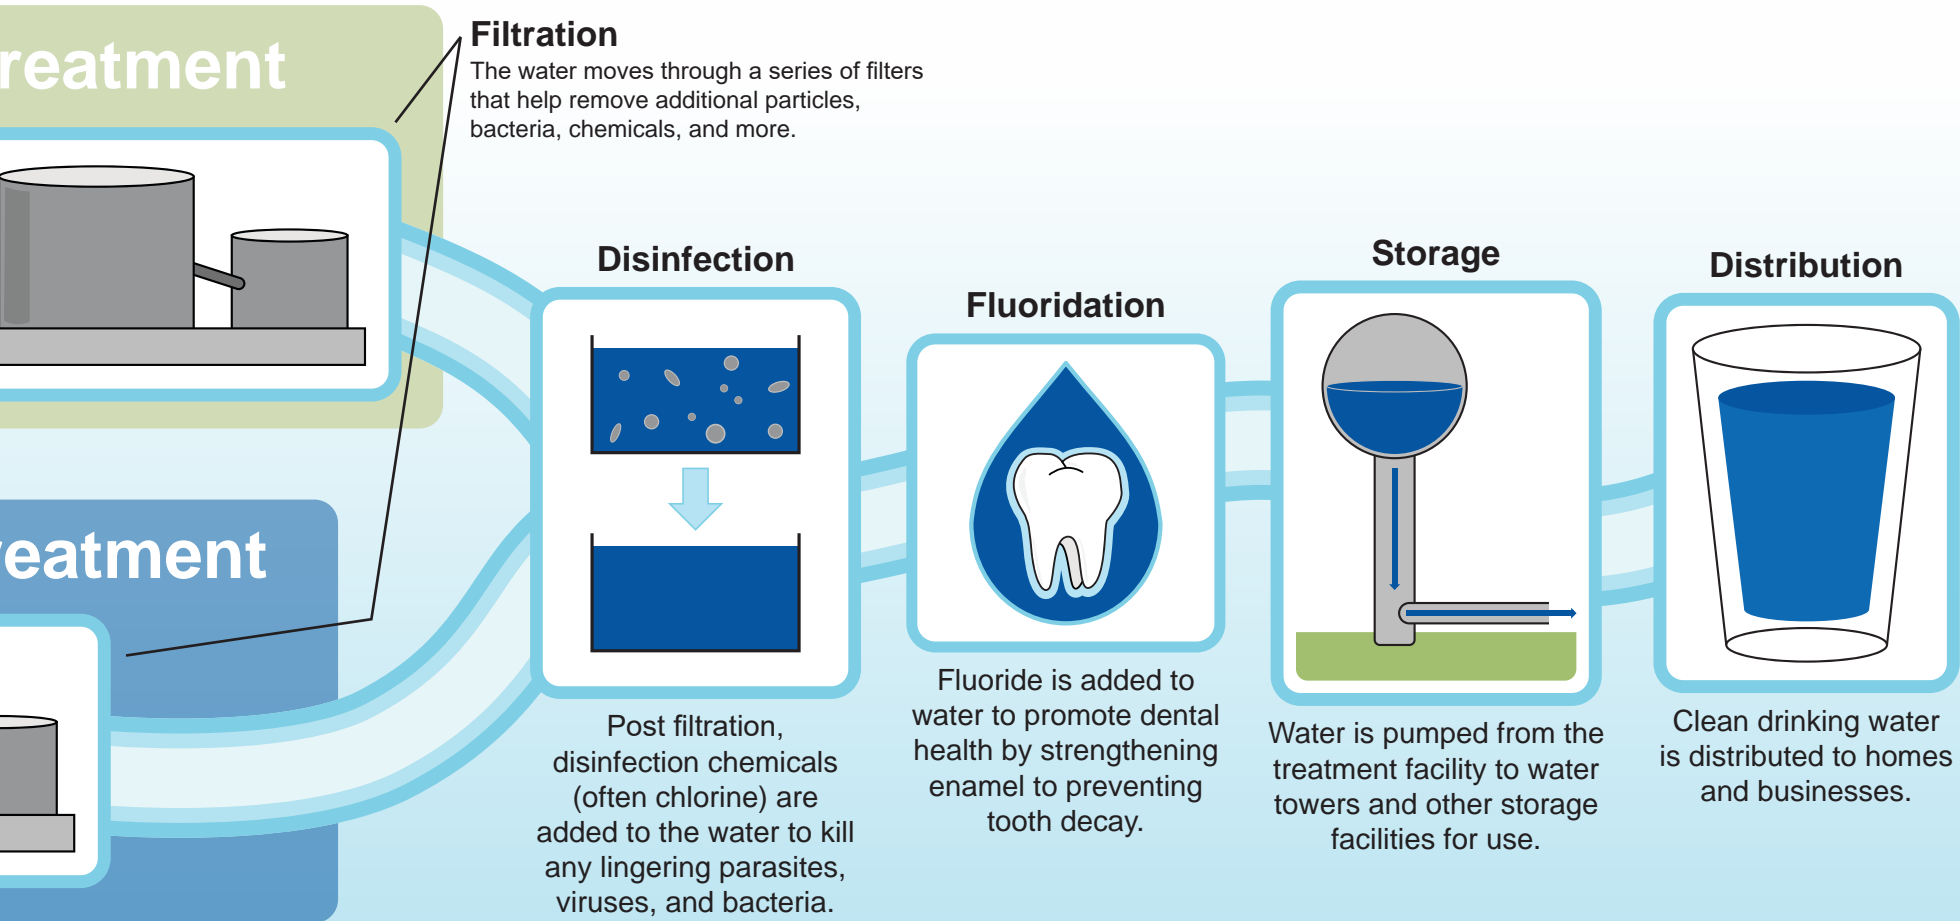 reatment
Filtration
The water moves through a series of filters
that help remove additional particles,
bacteria, chemicals, and more.
Disinfection
Post filtration,
disinfection chemicals
(often chlorine) are
added to the water to kill
any lingering parasites,
viruses, and bacteria.
Fluoridation
Fluoride is added to
water to promote dental
health by strengthening
enamel to preventing
tooth decay.
Storage
Water is pumped from the
treatment facility to water
towers and other storage
facilities for use.
Distribution
Clean drinking water
is distributed to homes
and businesses.
reatment